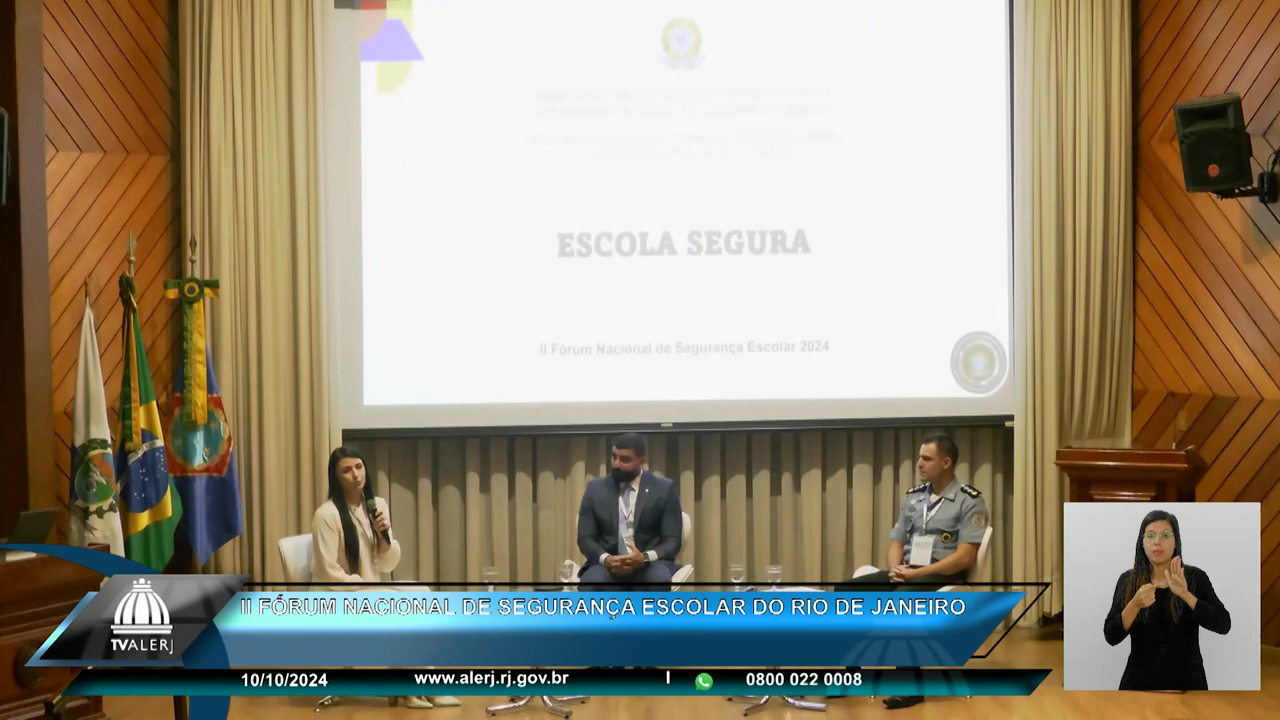 ESCOLA SEGURA
II Fórum Nacional de Segurança Escolar 2024
II FÓRUM NACIONAL DE SEGURANÇA ESCOLAR DO RIO DE JANEIRO
TVALERJ
10/10/2024 www.alerj.rj.gov.br | 0800 022 0008